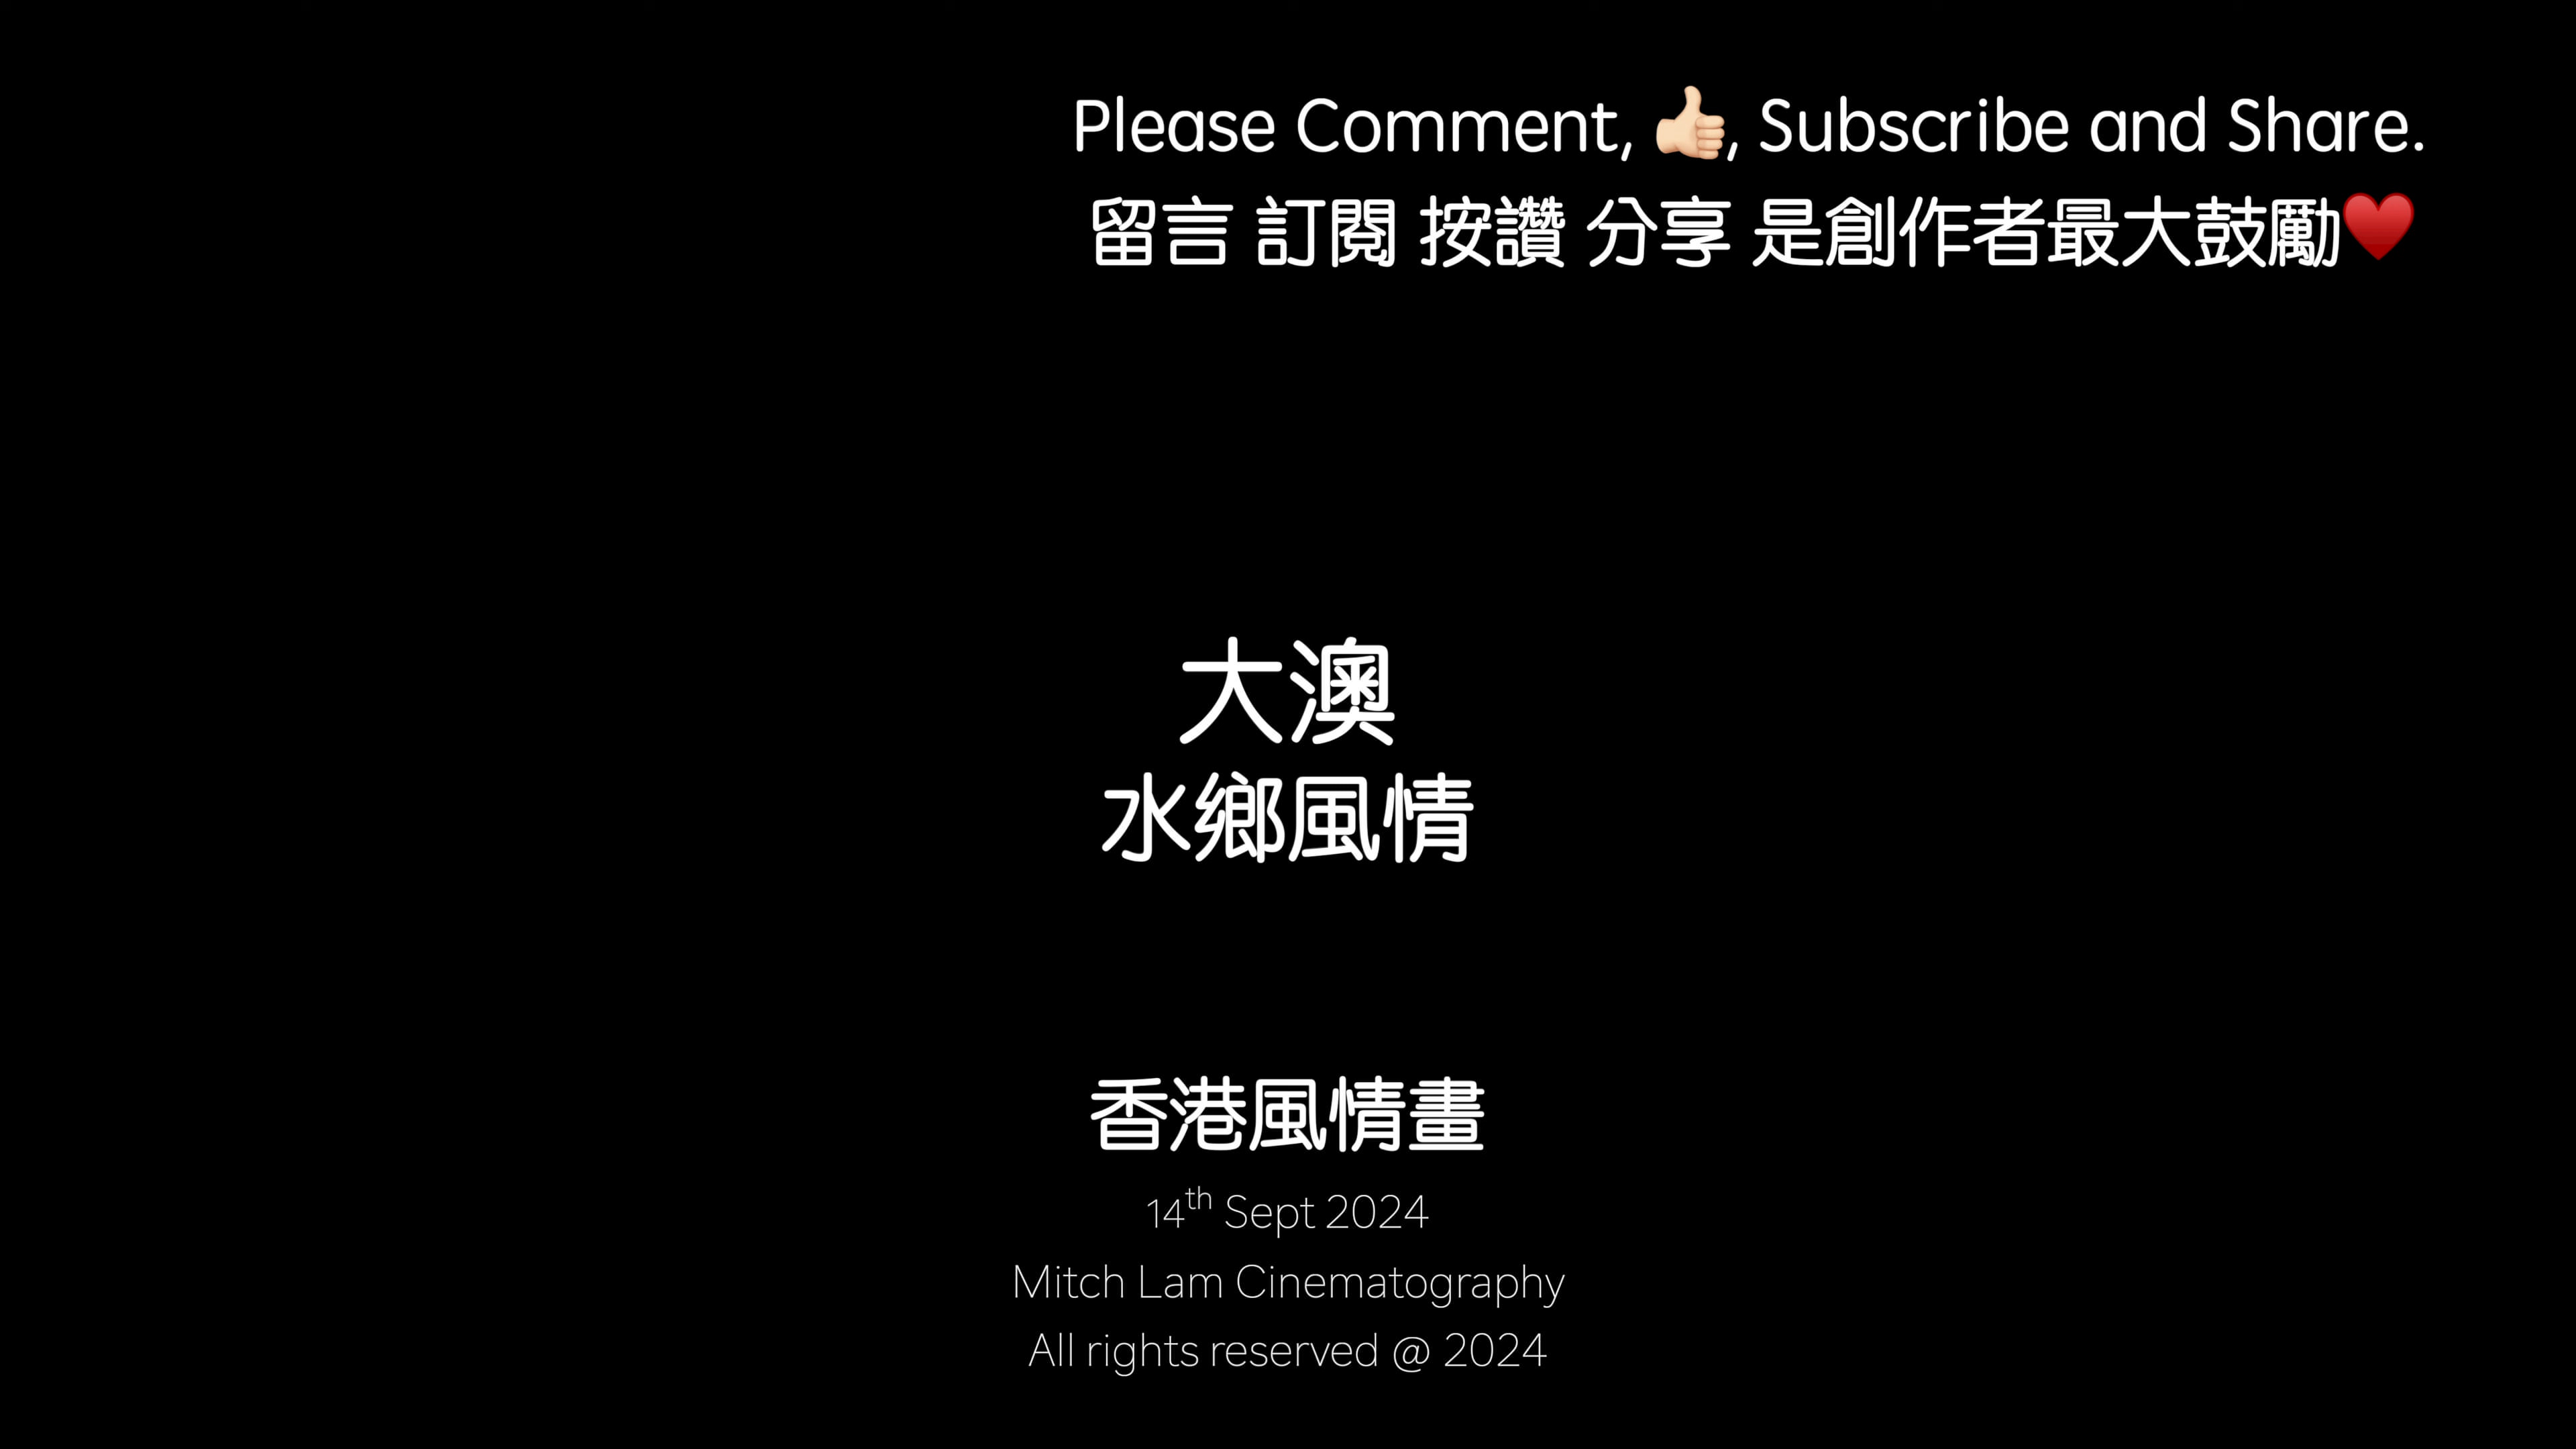 Please Comment, 👍🏻, Subscribe and Share.
留言 訂閱 按讚 分享 是創作者最大鼓勵♥️
大澳
水鄉風情
香港風情畫
14th Sept 2024
Mitch Lam Cinematography
All rights reserved @ 2024